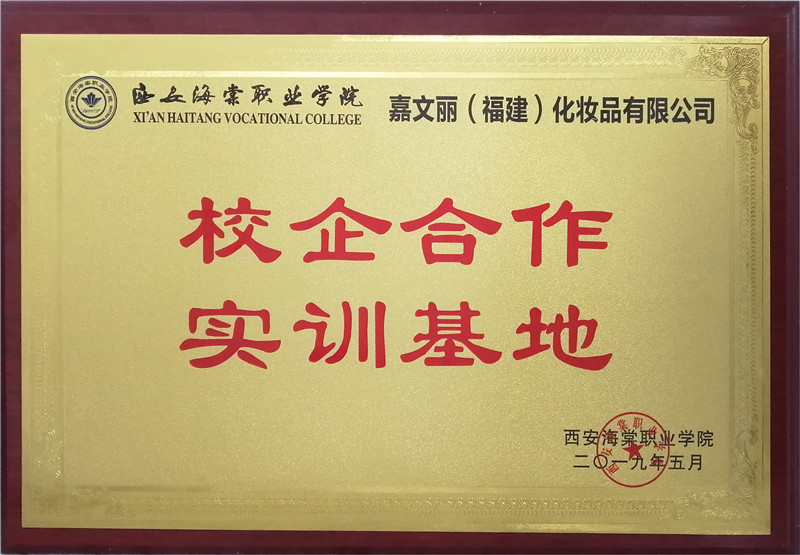 西安海棠职业学院 嘉文丽（福建）化妆品有限公司
XI'AN HAITANG VOCATIONAL COLLEGE
校企合作
实训基地
西安海棠职业学院
二〇一九年五月